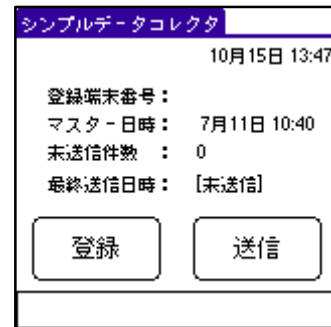 シンプルデータコレクタ
10月15日 13:47
登録端末番号：
マスター日時： 7月11日 10:40
未送信件数 ： 0
最終送信日時： [未送信]
登録 送信